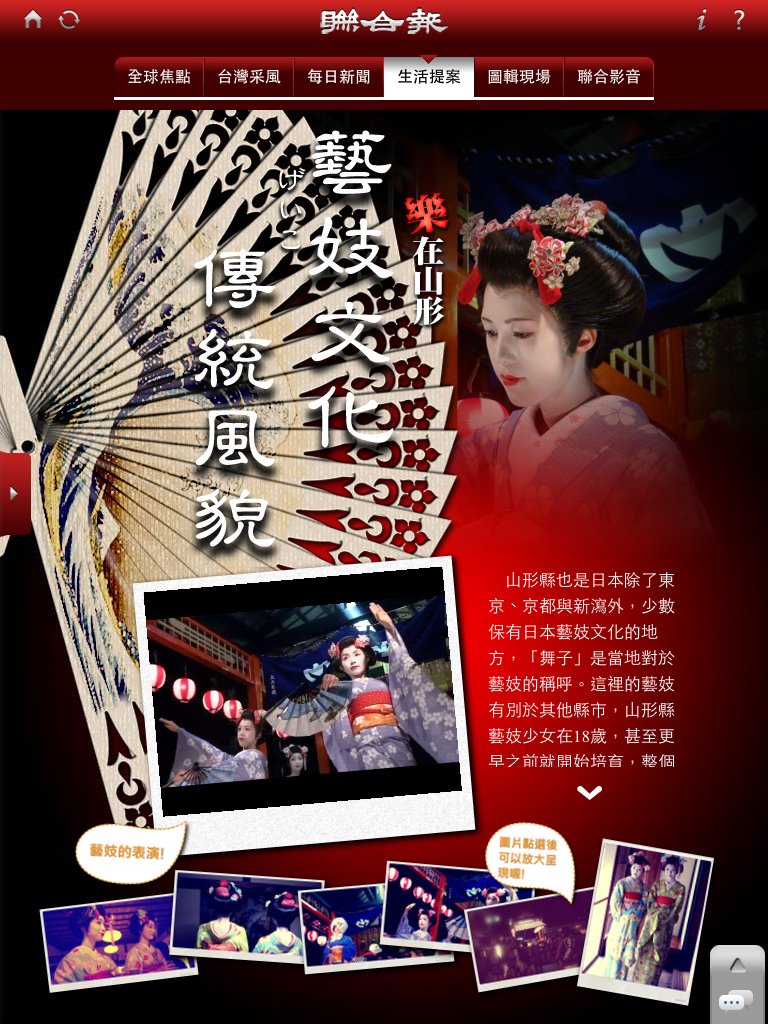 聯合報
全球焦點 台灣采風 每日新聞 生活提案 圖輯現場 聯合影音
樂在山形
藝妓文化
げいこ
傳統風貌
山形縣也是日本除了東
京、京都與新瀉外，少數
保有日本藝妓文化的地
方，「舞子」是當地對於
藝妓的稱呼。這裡的藝妓
有別於其他縣市，山形縣
藝妓少女在18歲，甚至更
早之前就開始培育，整個
藝妓的表演!
圖片點選後
可以放大呈
現喔!